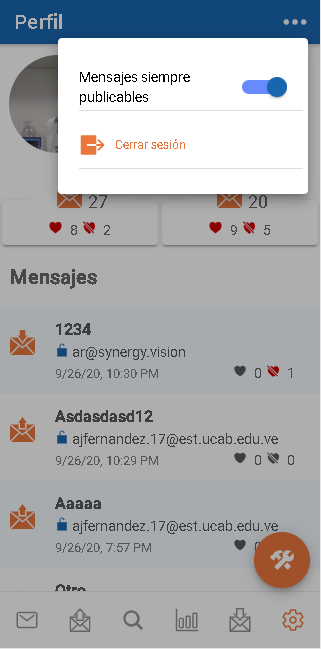 Perfil
Mensajes siempre
publicables
Cerrar sesión
27
20
8 2
9 5
Mensajes
1234
ar@synergy.vision
9/26/20, 10:30 PM
0 1
Asdasdasd12
ajfernandez.17@est.ucab.edu.ve
9/26/20, 10:29 PM
0 0
Aaaaa
ajfernandez.17@est.ucab.edu.ve
9/26/20, 7:57 PM
Otro